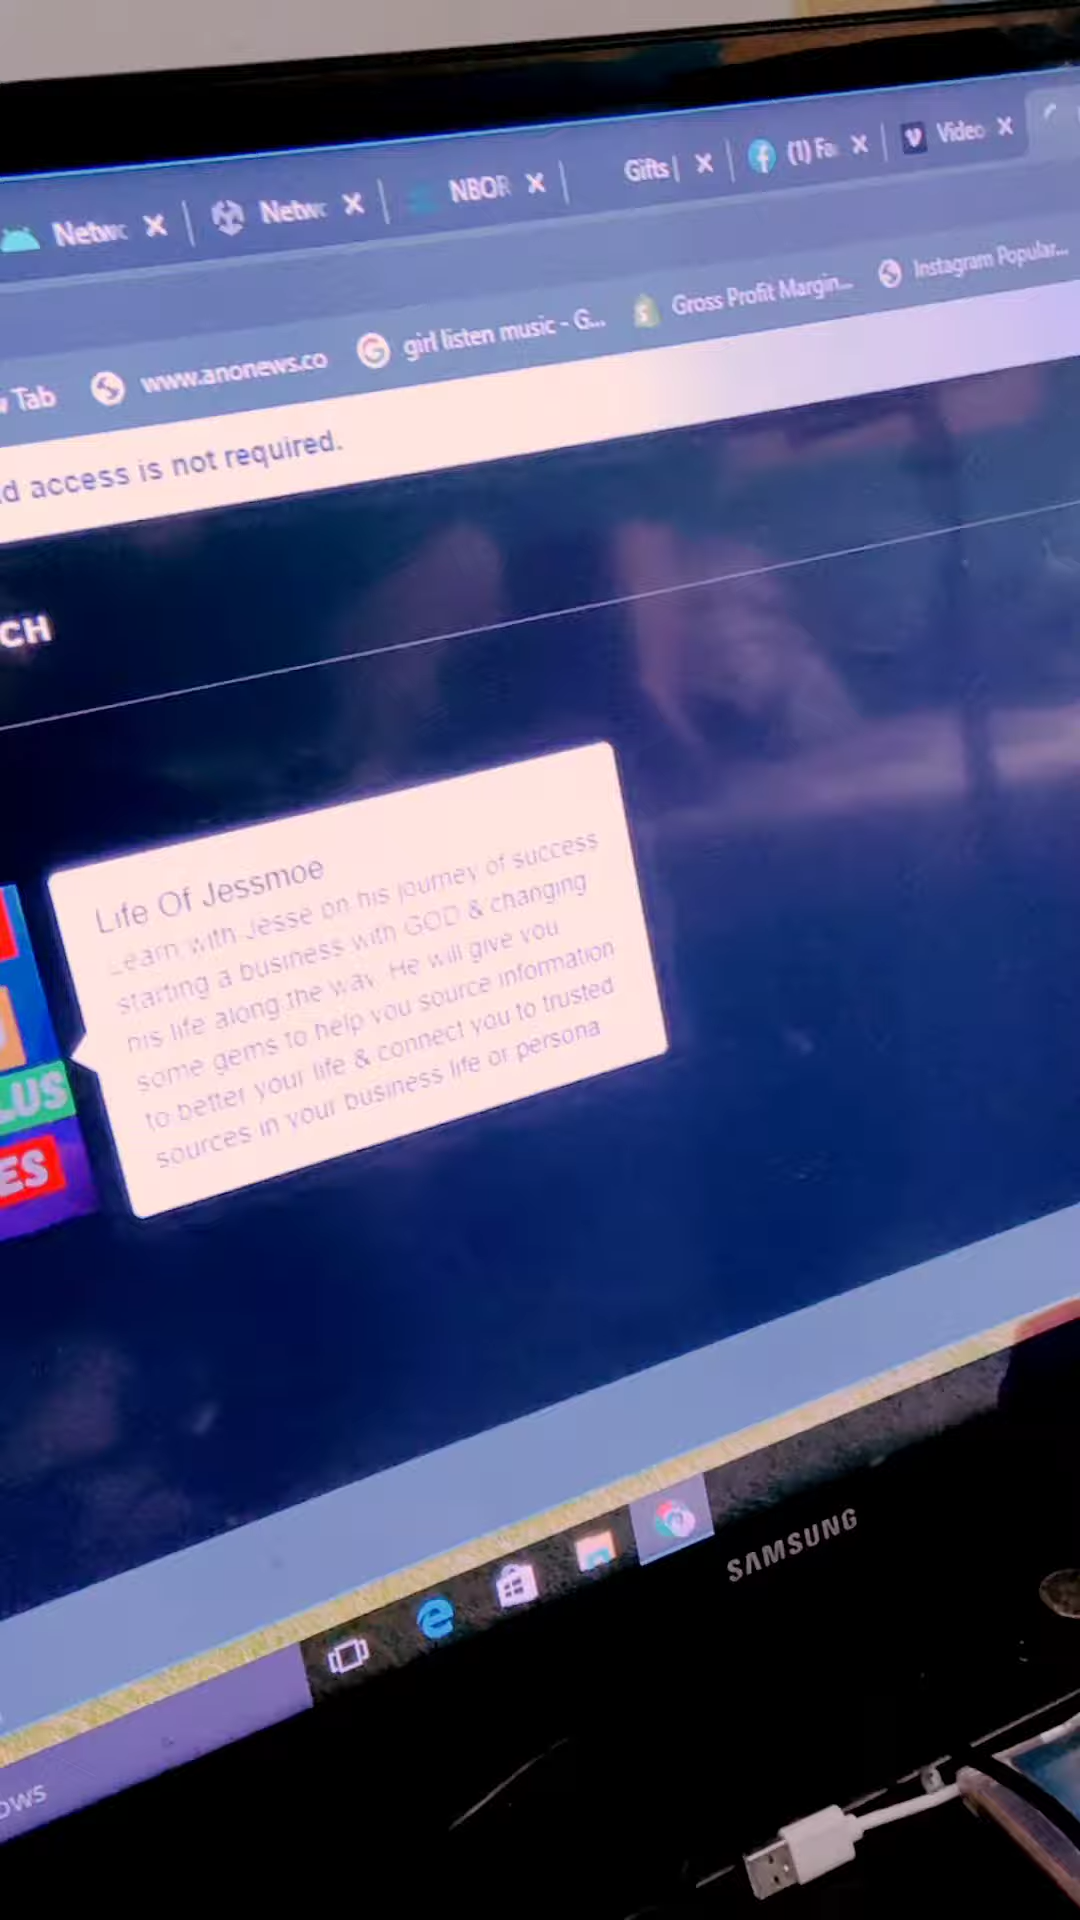 Netwo
Netwo
NBOR
Gifts |
(1) Fa
Video
v Tab
www.anonews.co
girl listen music - G...
Gross Profit Margin...
Instagram Popular...
d access is not required.
CH
Life Of Jessmoe
Learn with Jesse on his journey of success
starting a business with GOD & changing
his life along the way. He will give you
some gems to help you source information
to better your life & connect you to trusted
sources in your business life or persona
LUS
ES
SAMSUNG
OWS